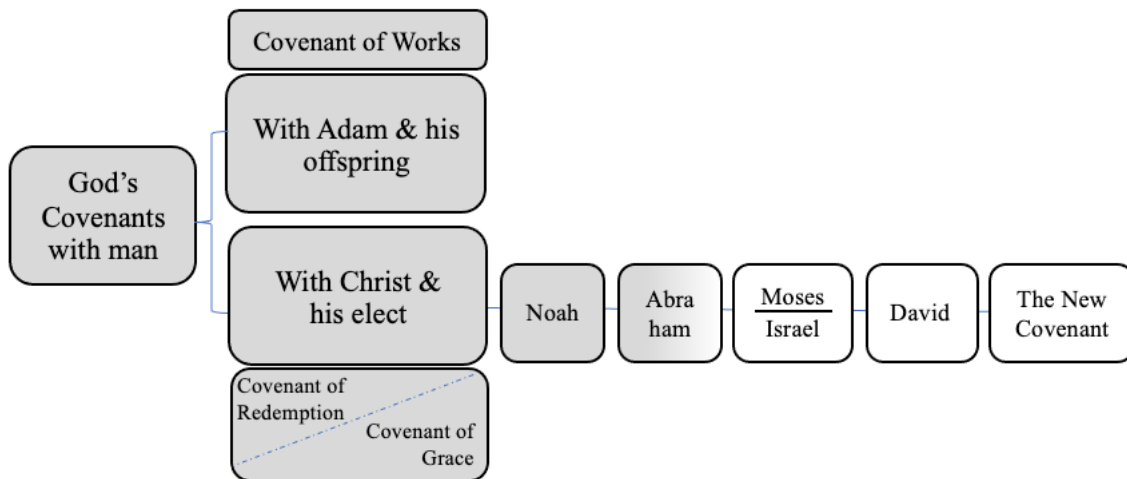 Covenant of Works
With Adam & his
offspring
God’s
Covenants
with man
With Christ &
his elect
Noah
Abra
ham
Moses
Israel
David
The New
Covenant
Covenant of
Redemption
Covenant of
Grace